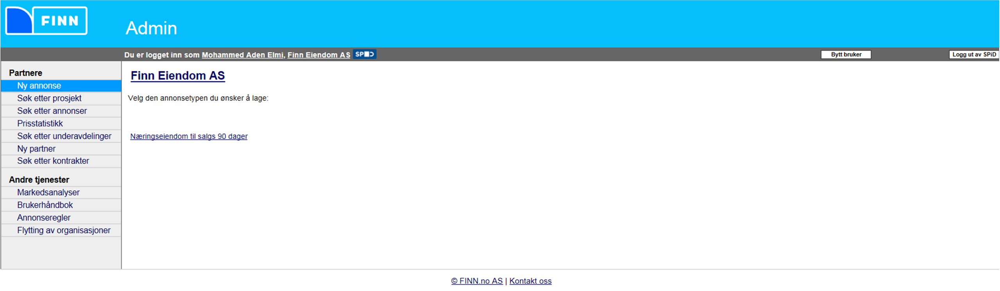 FINN
Admin
Du er logget inn som Mohammed Aden Elmi, Finn Eiendom AS SPiD
Bytt bruker
Logg ut av SPiD
Partnere
Ny annonse
Søk etter prosjekt
Søk etter annonser
Prisstatistikk
Søk etter underavdelinger
Ny partner
Søk etter kontrakter
Andre tjenester
Markedsanalyser
Brukerhåndbok
Annonseregler
Flytting av organisasjoner
Finn Eiendom AS
Velg den annonsetypen du ønsker å lage:
Næringseiendom til salgs 90 dager
© FINN.no AS | Kontakt oss